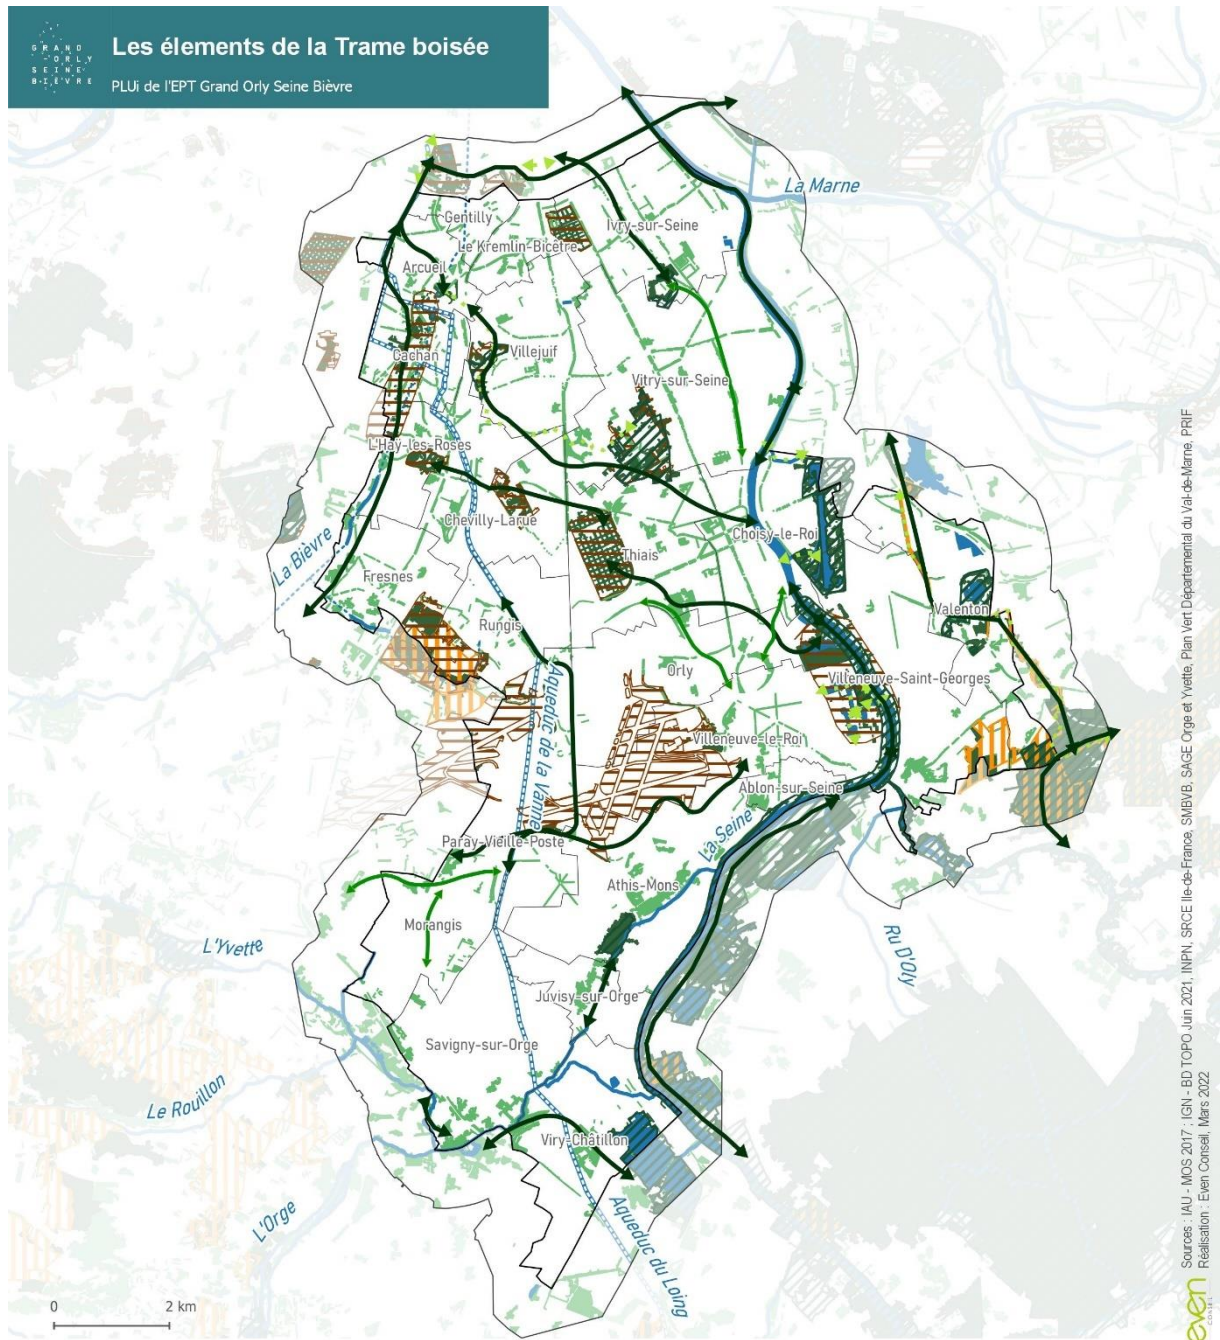 GRAND
ORLY
SEINE
BIÈVRE
Les élements de la Trame boisée
PLUi de l'EPT Grand Orly Seine Bièvre
La Marne
Gentilly
Ivry-sur-Seine
Le Kremlin-Bicêtre
Arcueil
Cachan
Villejuif
Vitry-sur-Seine
L'Haÿ-les-Roses
Chevilly-Larue
Choisy-le-Roi
La Bièvre
Thiais
Fresnes
Valenton
Rungis
Orly
Villeneuve-Saint-Georges
Aqueduc de la Vanne
Villeneuve-le-Roi
Ablon-sur-Seine
La Seine
Paray-Vieille-Poste
Athis-Mons
Morangis
L'Yvette
Ru D'Oly
Juvisy-sur-Orge
Savigny-sur-Orge
Le Rouillon
Viry-Châtillon
L'Orge
Aqueduc du Loing
0 2 km
Sources : IAU - MOS 2017 ; IGN - BD TOPO Juin 2021, INPN, SRCE Ile-de-France, SMBVB, SAGE Orge et Yvette, Plan Vert Départemental du Val-de-Marne, PRIF
Réalisation : Even Conseil, Mars 2022
even
CONSEIL